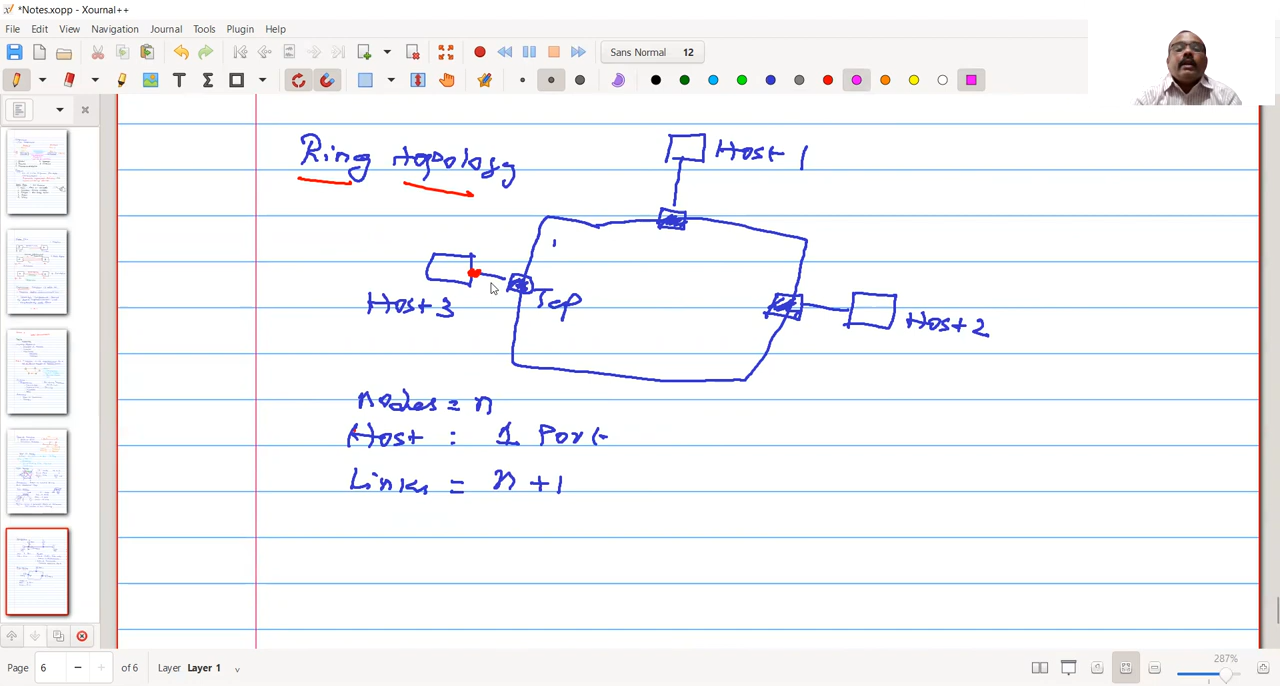 *Notes.xopp - Xournal++
File Edit View Navigation Journal Tools Plugin Help
Sans Normal 12
Ring topology
Host 1
Host 3
Tap
Host 2
nodes = n
Host : 1 Port
Links = n + 1
Page 6 of 6 Layer Layer 1
287%